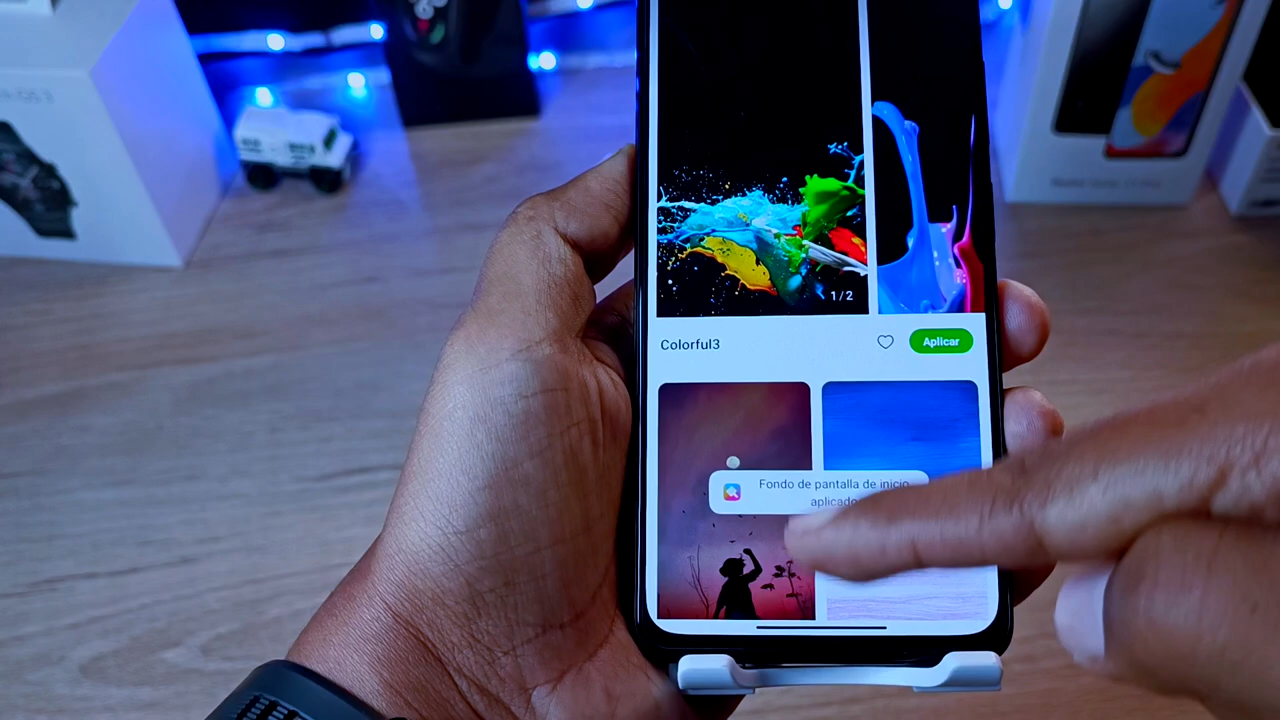 1/2
Colorful3
Aplicar
Fondo de pantalla de inicio
aplicado